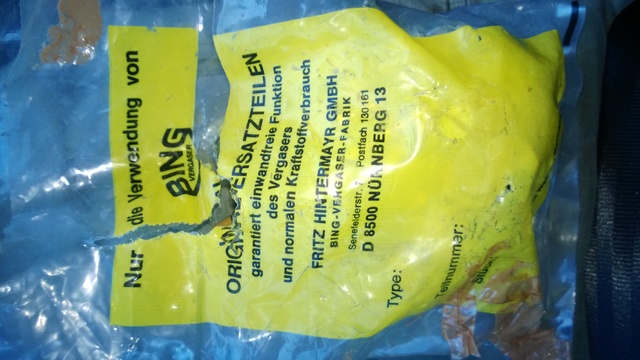 Nur die Verwendung von
BING
VERGASER
ORIGINAL-ERSATZTEILEN
garantiert einwandfreie Funktion
des Vergasers
und normalen Kraftstoffverbrauch
FRITZ HINTERMAYR GMBH
BING-VERGASER-FABRIK
Senefelderstr. Postfach 130161
D 8500 NÜRNBERG 13
Type:
Teilnummer: